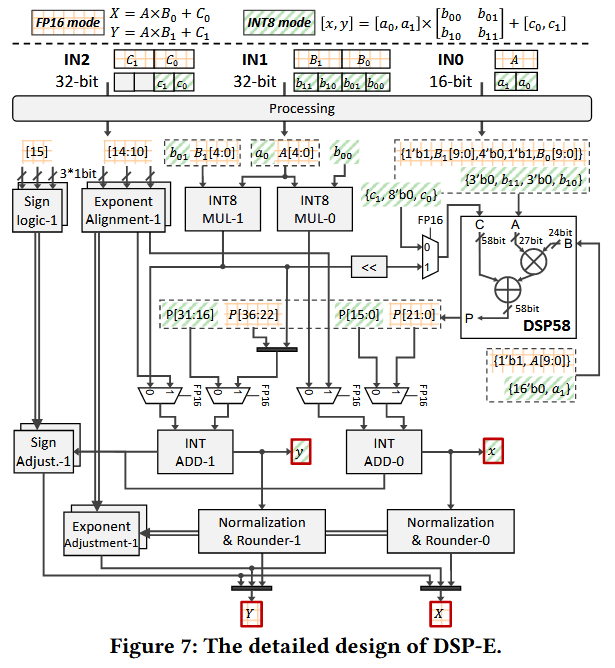 FP16 mode X = A×B₀ + C₀
Y = A×B₁ + C₁
INT8 mode [x, y] = [a₀, a₁] × [b₀₀ b₀₁
b₁₀ b₁₁] + [c₀, c₁]
IN2 C₁ C₀
32-bit c₁ c₀
IN1 B₁ B₀
32-bit b₁₁ b₁₀ b₀₁ b₀₀
IN0 A
16-bit a₁ a₀
Processing
[15]
[14:10]
b₀₁ B₁[4:0]
a₀ A[4:0]
b₀₀
{1'b1,B₁[9:0],4'b0,1'b1,B₀[9:0]}
{3'b0, b₁₁, 3'b0, b₁₀}
3*1bit
Sign
logic-1
Exponent
Alignment-1
INT8
MUL-1
INT8
MUL-0
{c₁, 8'b0, c₀}
FP16
0
1
<<
C
A
B
58bit
27bit
24bit
58bit
P
DSP58
P[31:16]
P[36:22]
P[15:0]
P[21:0]
{1'b1, A[9:0]}
{16'b0, a₁}
0 1
0 1
FP16
0 1
0 1
FP16
FP16
Sign
Adjust.-1
INT
ADD-1
y
INT
ADD-0
x
Exponent
Adjustment-1
Normalization
& Rounder-1
Normalization
& Rounder-0
Y
X
Figure 7: The detailed design of DSP-E.